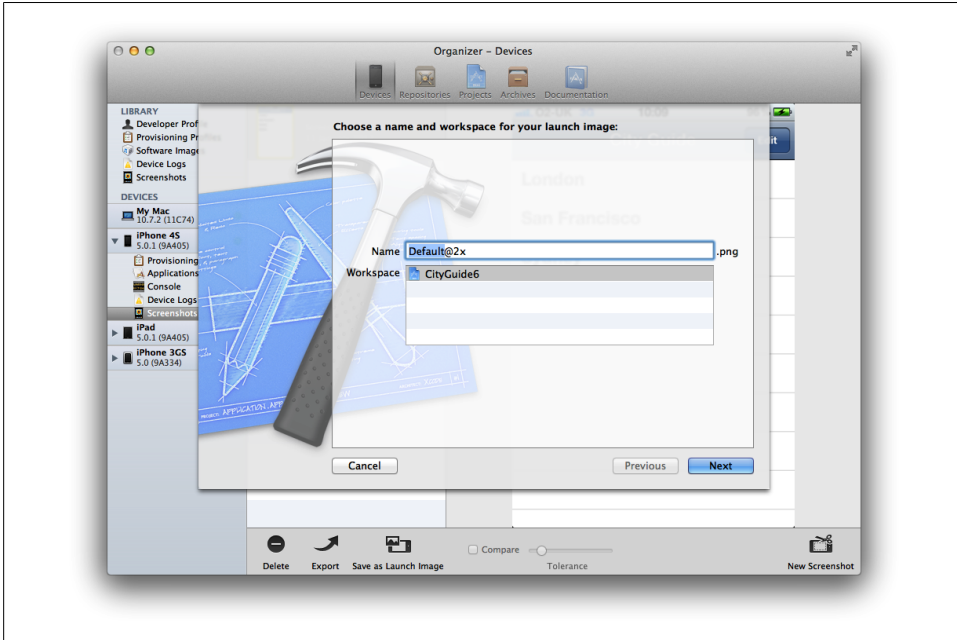 Organizer – Devices
Devices Repositories Projects Archives Documentation
LIBRARY
Developer Prof
Provisioning Pr
Software Image
Device Logs
Screenshots
DEVICES
My Mac
10.7.2 (11C74)
iPhone 4S
5.0.1 (9A405)
Provisioning
Applications
Console
Device Logs
Screenshots
iPad
5.0.1 (9A405)
iPhone 3GS
5.0 (9A334)
Choose a name and workspace for your launch image:
10:00
London
San Francisco
Name Default@2x .png
Workspace CityGuide6
Cancel Previous Next
Delete Export Save as Launch Image Compare Tolerance New Screenshot